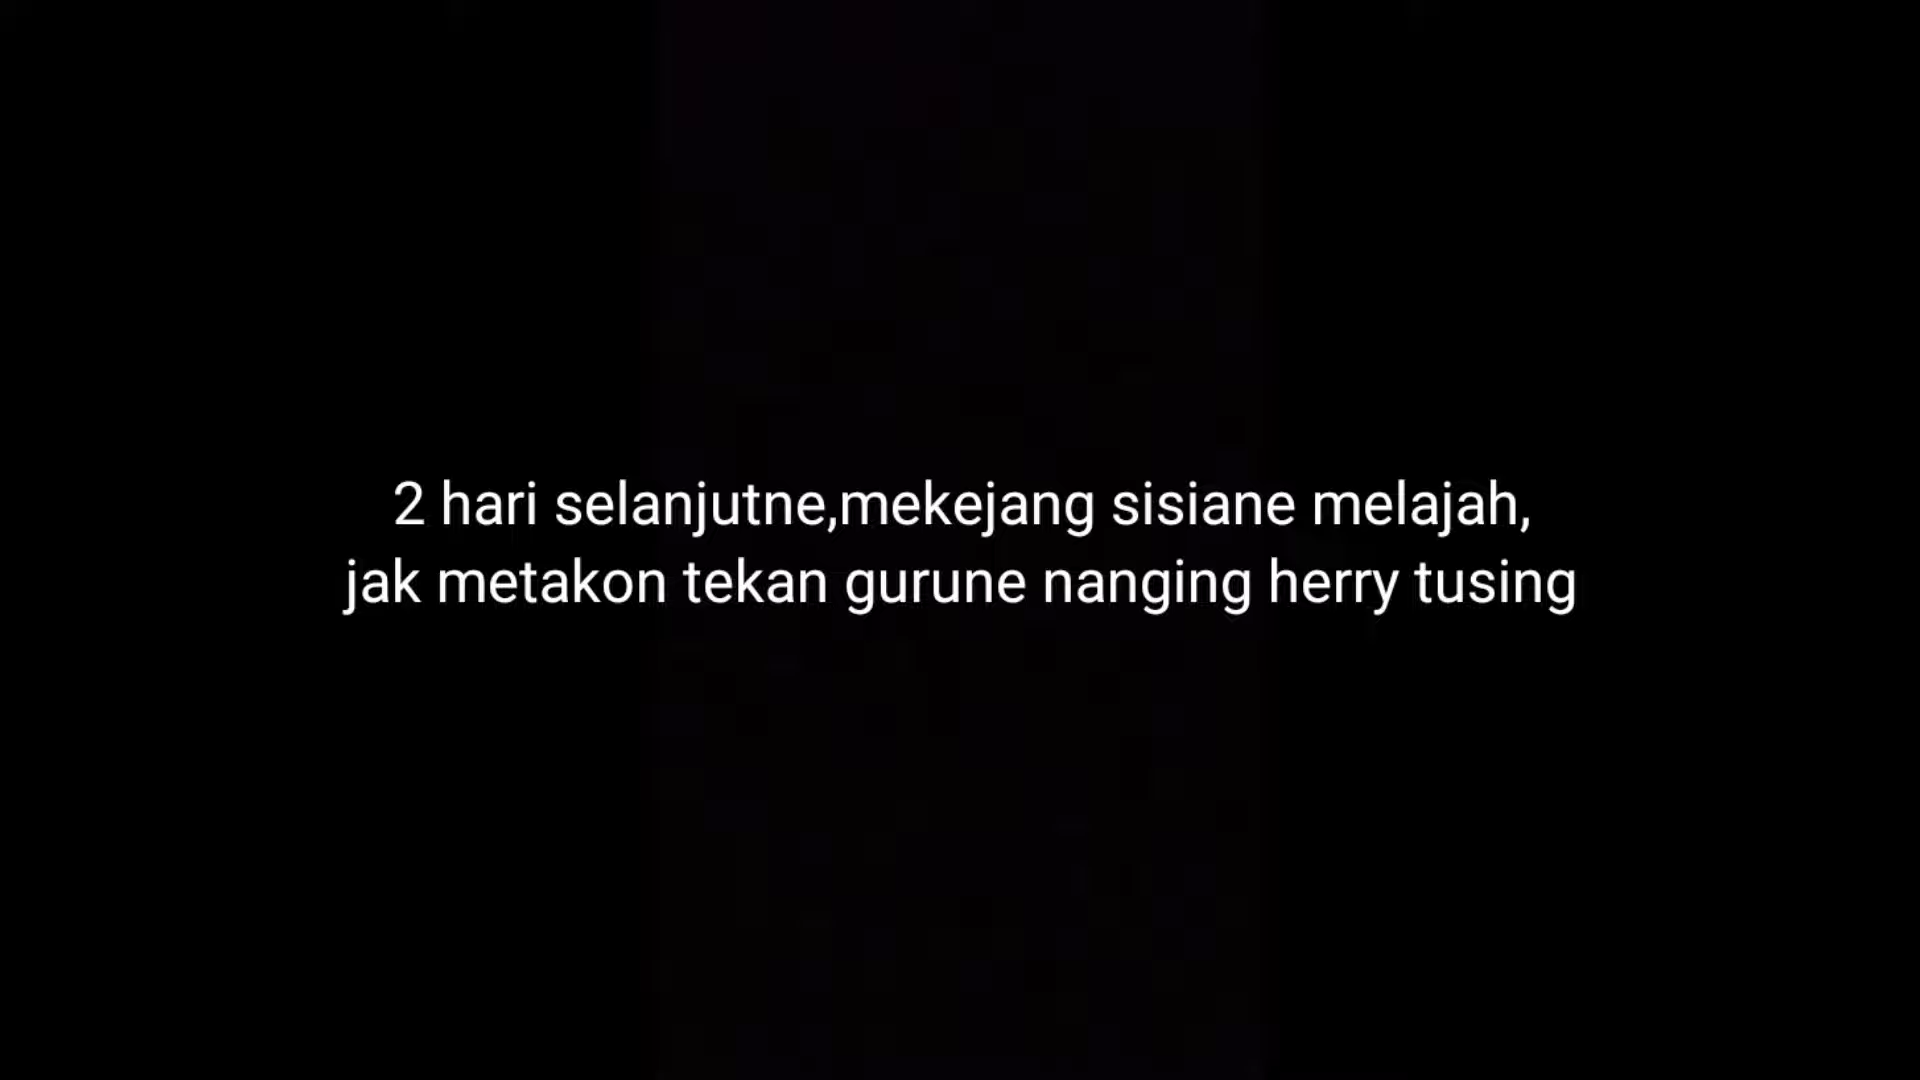 2 hari selanjutne,mekejang sisiane melajah,
jak metakon tekan gurune nanging herry tusing